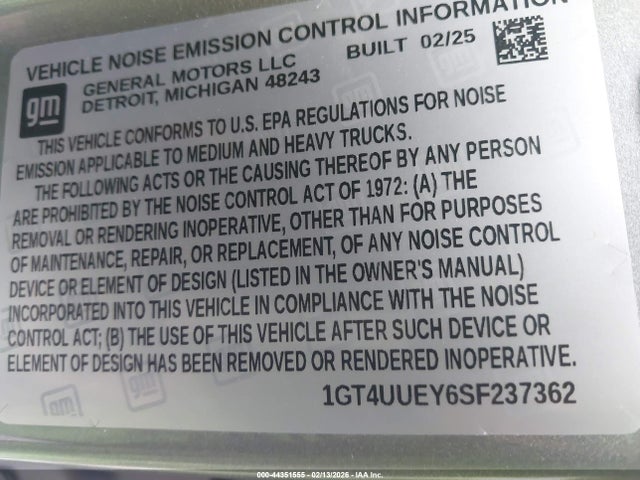 VEHICLE NOISE EMISSION CONTROL INFORMATION
GENERAL MOTORS LLC
DETROIT, MICHIGAN 48243
BUILT 02/25
gm
THIS VEHICLE CONFORMS TO U.S. EPA REGULATIONS FOR NOISE
EMISSION APPLICABLE TO MEDIUM AND HEAVY TRUCKS.
THE FOLLOWING ACTS OR THE CAUSING THEREOF BY ANY PERSON
ARE PROHIBITED BY THE NOISE CONTROL ACT OF 1972: (A) THE
REMOVAL OR RENDERING INOPERATIVE, OTHER THAN FOR PURPOSES
OF MAINTENANCE, REPAIR, OR REPLACEMENT, OF ANY NOISE CONTROL
DEVICE OR ELEMENT OF DESIGN (LISTED IN THE OWNER'S MANUAL)
INCORPORATED INTO THIS VEHICLE IN COMPLIANCE WITH THE NOISE
CONTROL ACT; (B) THE USE OF THIS VEHICLE AFTER SUCH DEVICE OR
ELEMENT OF DESIGN HAS BEEN REMOVED OR RENDERED INOPERATIVE.
1GT4UUEY6SF237362
gm
000-44351565 - 02/13/2026 - IAA Inc.